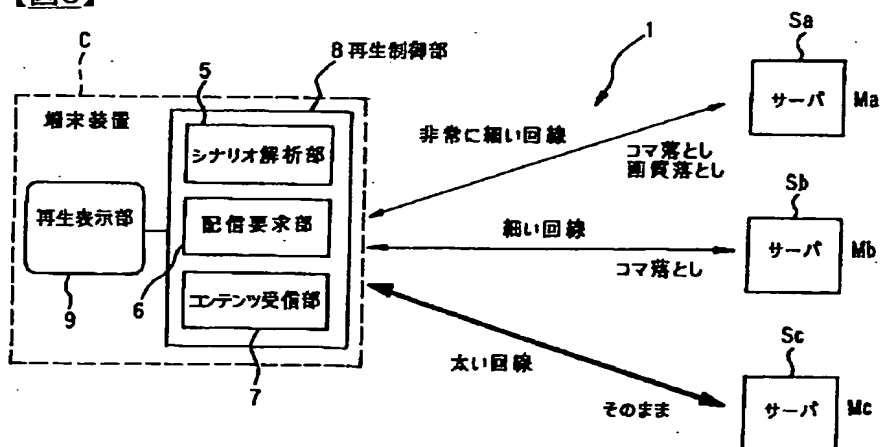 C
8再生制御部
1
Sa
5
端末装置
シナリオ解析部
サーバ
Ma
非常に細い回線
コマ落とし
画質落とし
再生表示部
配信要求部
細い回線
Sb
サーバ
Mb
コマ落とし
9
6
コンテンツ受信部
7
太い回線
Sc
そのまま
サーバ
Mc